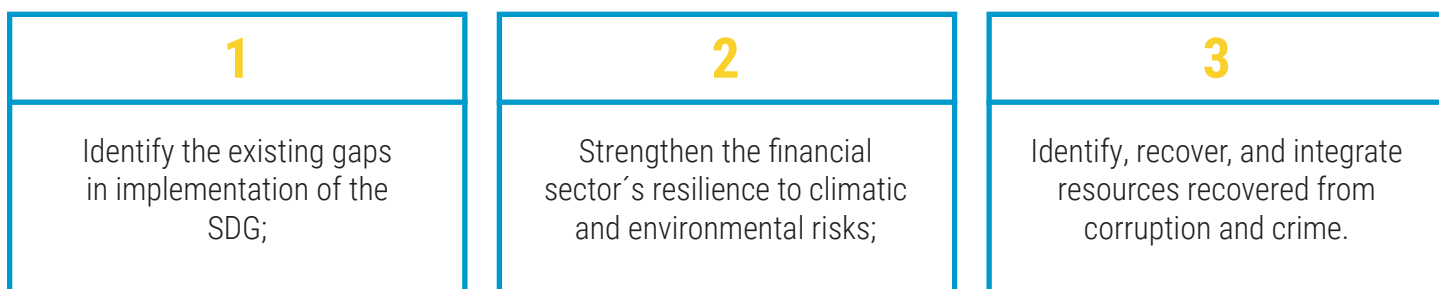 1
Identify the existing gaps
in implementation of the
SDG;
2
Strengthen the financial
sector´s resilience to climatic
and environmental risks;
3
Identify, recover, and integrate
resources recovered from
corruption and crime.